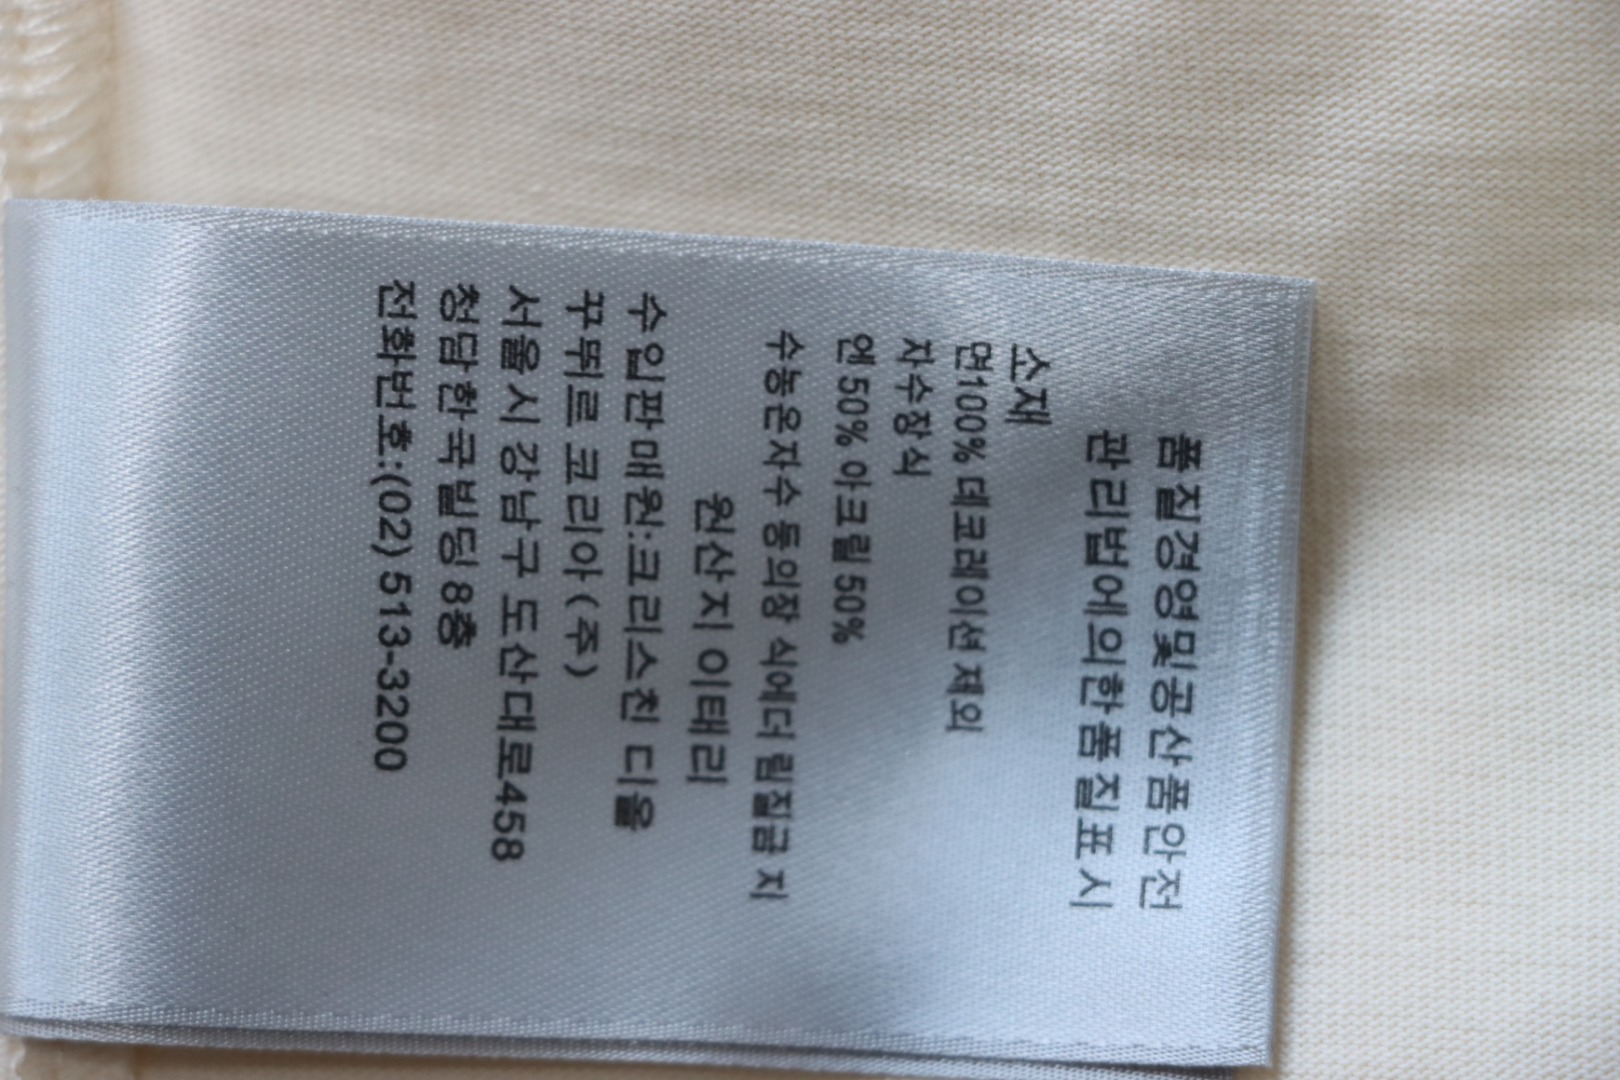 품질경영및공산품안전
관리법에의한품질표시
소재
면100% 데코레이션 제외
자수장식
엔 50% 아크릴 50%
수놓은자수 등의장 식에더 림질금 지
원산지 이태리
수입판매원:크리스찬 디올
꾸뛰르 코리아(주)
서울시 강남구 도산대로458
청담한국빌딩 8층
전화번호:(02) 513-3200